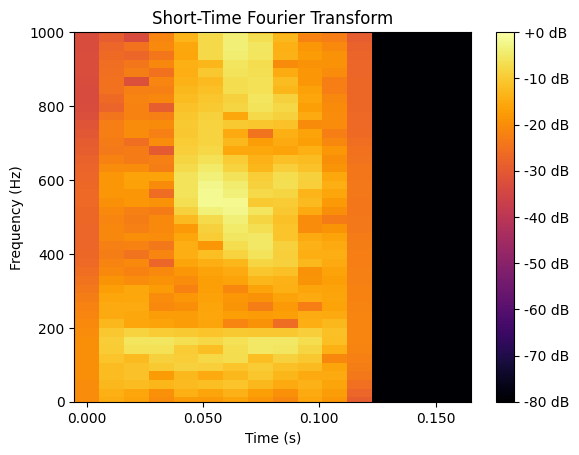 Short-Time Fourier Transform
1000
800
600
400
200
0
Frequency (Hz)
0.000
0.050
0.100
0.150
Time (s)
+0 dB
-10 dB
-20 dB
-30 dB
-40 dB
-50 dB
-60 dB
-70 dB
-80 dB